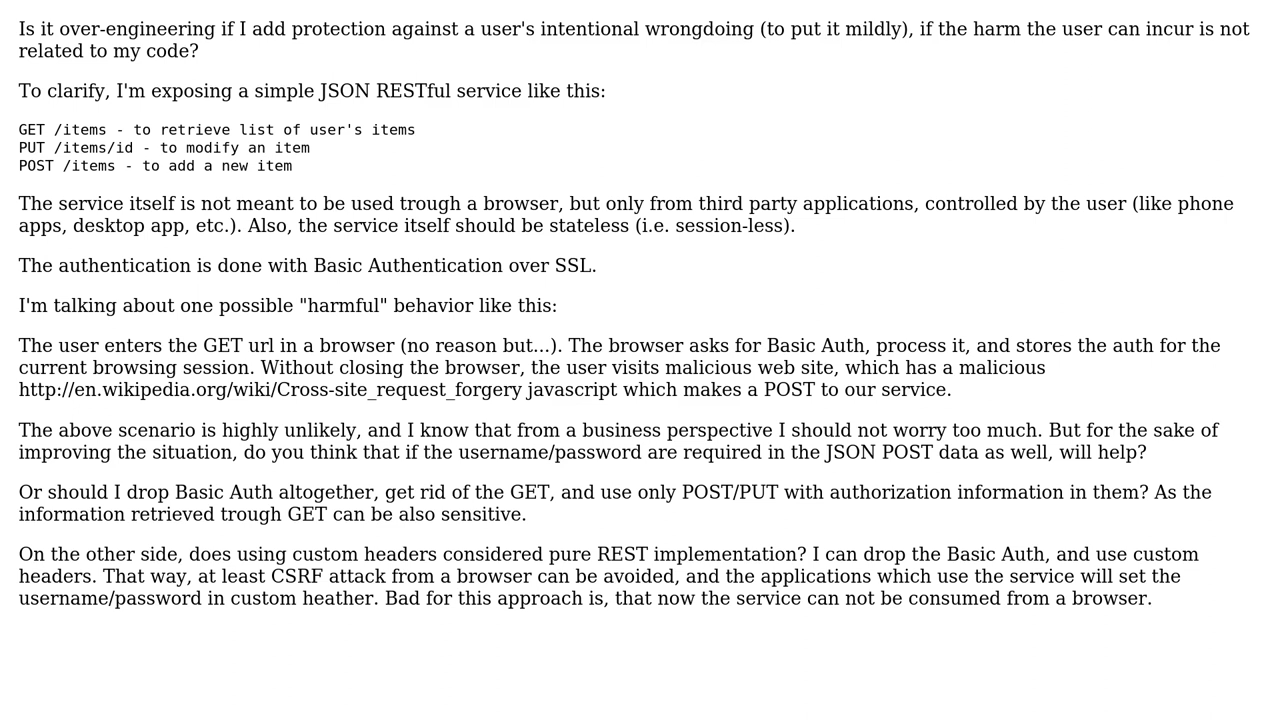 Is it over-engineering if I add protection against a user's intentional wrongdoing (to put it mildly), if the harm the user can incur is not
related to my code?
To clarify, I'm exposing a simple JSON RESTful service like this:
GET /items - to retrieve list of user's items
PUT /items/id - to modify an item
POST /items - to add a new item
The service itself is not meant to be used trough a browser, but only from third party applications, controlled by the user (like phone
apps, desktop app, etc.). Also, the service itself should be stateless (i.e. session-less).
The authentication is done with Basic Authentication over SSL.
I'm talking about one possible "harmful" behavior like this:
The user enters the GET url in a browser (no reason but...). The browser asks for Basic Auth, process it, and stores the auth for the
current browsing session. Without closing the browser, the user visits malicious web site, which has a malicious
http://en.wikipedia.org/wiki/Cross-site_request_forgery javascript which makes a POST to our service.
The above scenario is highly unlikely, and I know that from a business perspective I should not worry too much. But for the sake of
improving the situation, do you think that if the username/password are required in the JSON POST data as well, will help?
Or should I drop Basic Auth altogether, get rid of the GET, and use only POST/PUT with authorization information in them? As the
information retrieved trough GET can be also sensitive.
On the other side, does using custom headers considered pure REST implementation? I can drop the Basic Auth, and use custom
headers. That way, at least CSRF attack from a browser can be avoided, and the applications which use the service will set the
username/password in custom heather. Bad for this approach is, that now the service can not be consumed from a browser.